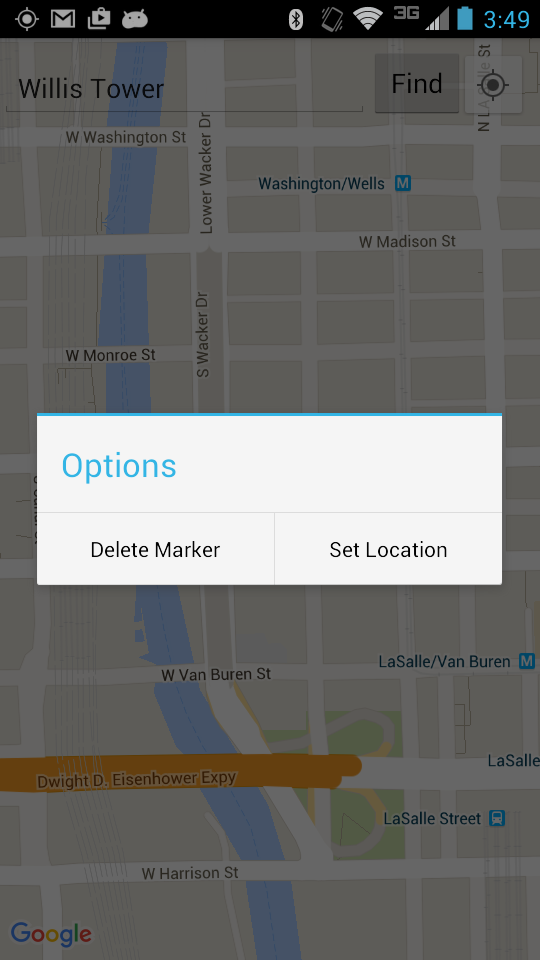 3G 3:49
Willis Tower
Find
N LA
lle St
W Washington St
Lower Wacker Dr
Washington/Wells M
W Madison St
S Wacker Dr
W Monroe St
Options
Delete Marker
Set Location
LaSalle/Van Buren M
W Van Buren St
LaSalle
Dwight D. Eisenhower Expy
LaSalle Street
W Harrison St
Google